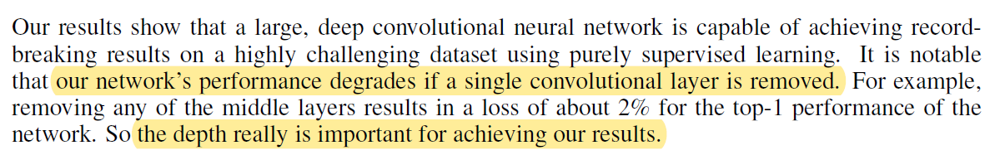 Our results show that a large, deep convolutional neural network is capable of achieving record-
breaking results on a highly challenging dataset using purely supervised learning. It is notable
that our network's performance degrades if a single convolutional layer is removed. For example,
removing any of the middle layers results in a loss of about 2% for the top-1 performance of the
network. So the depth really is important for achieving our results.